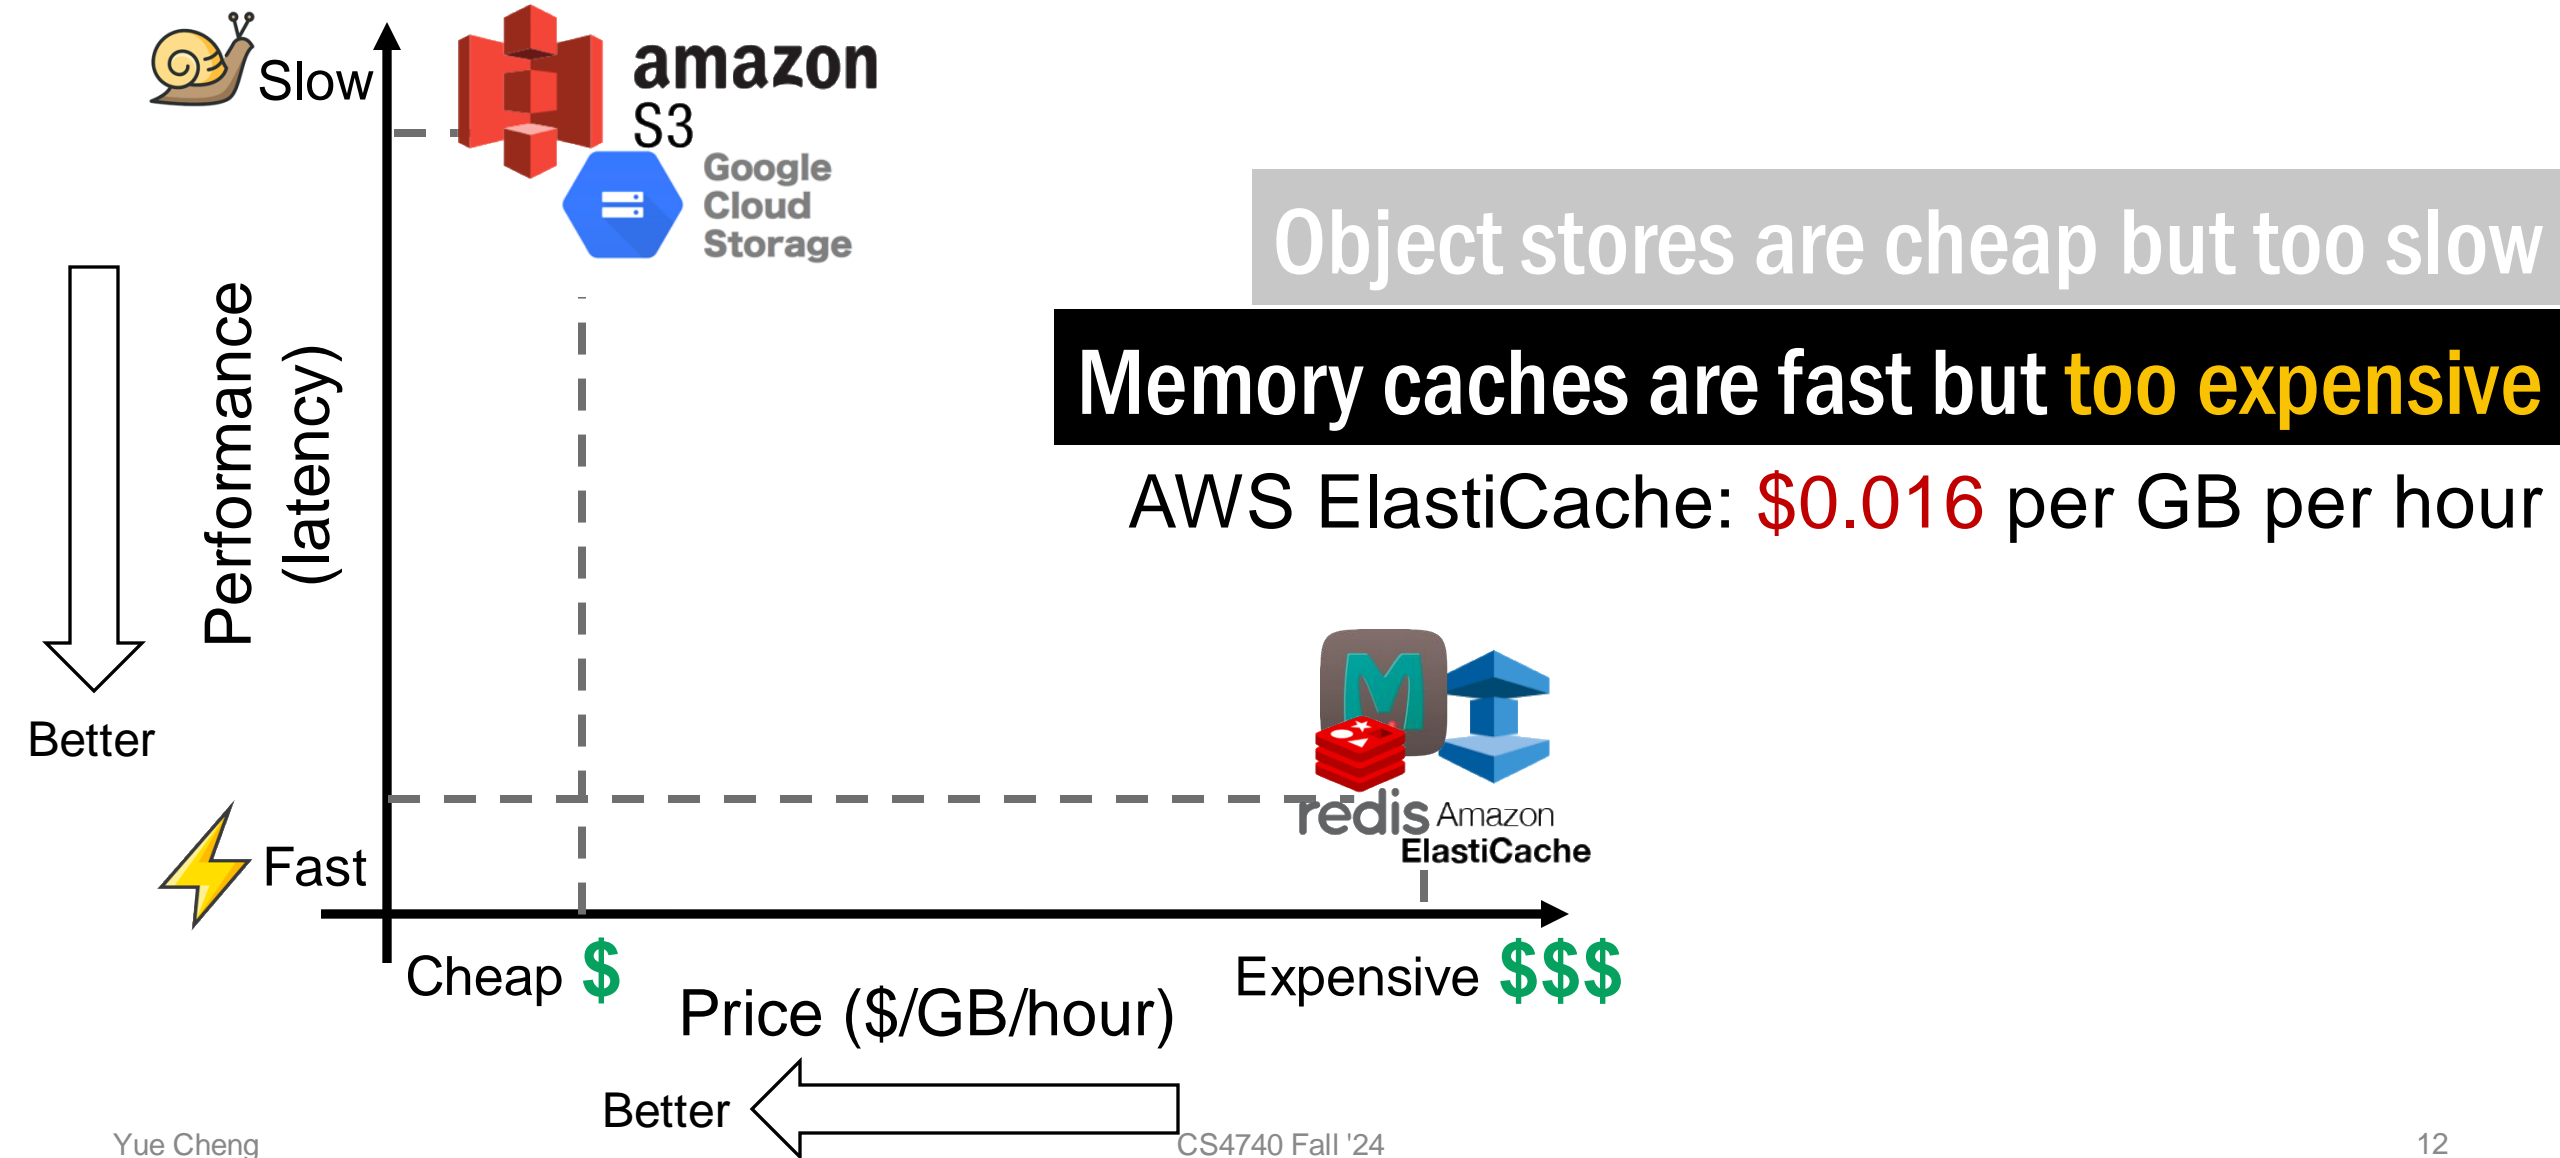 Slow
amazon
S3
Google
Cloud
Storage
Object stores are cheap but too slow
Memory caches are fast but too expensive
AWS ElastiCache: $0.016 per GB per hour
Performance
(latency)
Better
M
redis
Amazon
ElastiCache
Fast
Cheap $
Expensive $$$
Price ($/GB/hour)
Better
Yue Cheng
CS4740 Fall '24
12